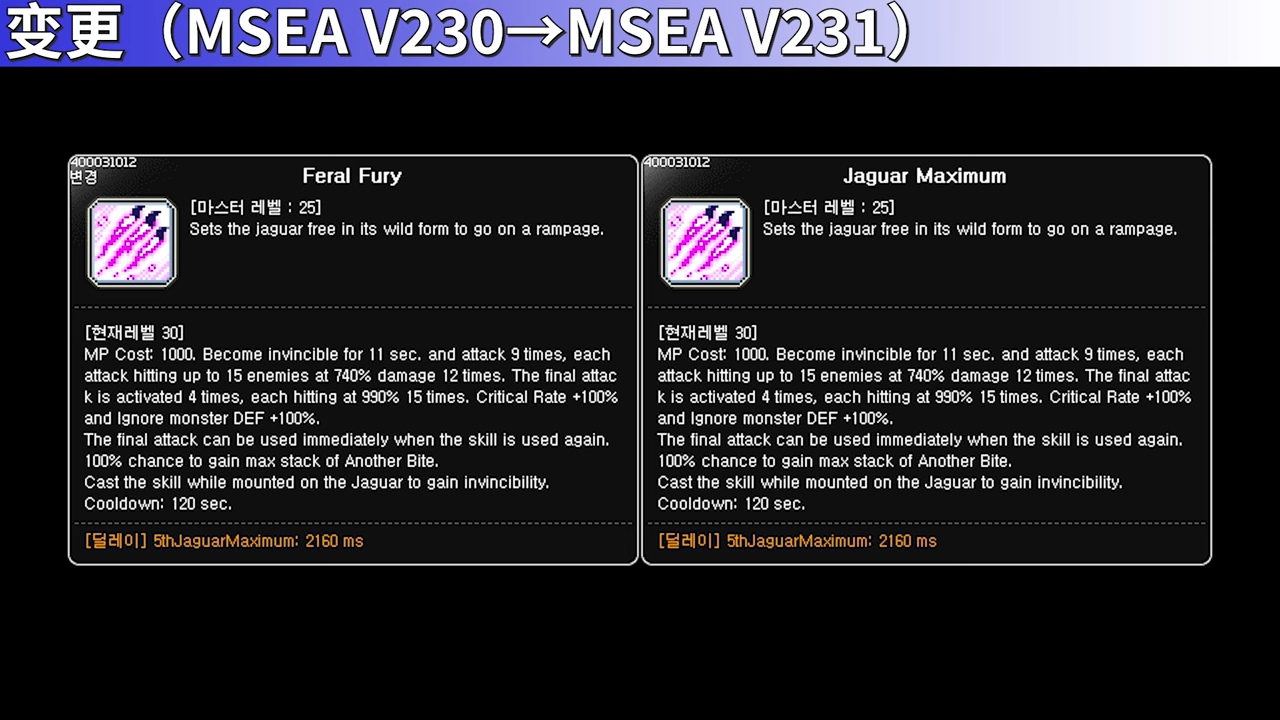 变更（MSEA V230→MSEA V231）
400031012
변경
Feral Fury
[마스터 레벨 : 25]
Sets the jaguar free in its wild form to go on a rampage.
[현재레벨 30]
MP Cost: 1000. Become invincible for 11 sec. and attack 9 times, each
attack hitting up to 15 enemies at 740% damage 12 times. The final attac
k is activated 4 times, each hitting at 990% 15 times. Critical Rate +100%
and Ignore monster DEF +100%.
The final attack can be used immediately when the skill is used again.
100% chance to gain max stack of Another Bite.
Cast the skill while mounted on the Jaguar to gain invincibility.
Cooldown: 120 sec.
[딜레이] 5thJaguarMaximum: 2160 ms
400031012
Jaguar Maximum
[마스터 레벨 : 25]
Sets the jaguar free in its wild form to go on a rampage.
[현재레벨 30]
MP Cost: 1000. Become invincible for 11 sec. and attack 9 times, each
attack hitting up to 15 enemies at 740% damage 12 times. The final attac
k is activated 4 times, each hitting at 990% 15 times. Critical Rate +100%
and Ignore monster DEF +100%.
The final attack can be used immediately when the skill is used again.
100% chance to gain max stack of Another Bite.
Cast the skill while mounted on the Jaguar to gain invincibility.
Cooldown: 120 sec.
[딜레이] 5thJaguarMaximum: 2160 ms